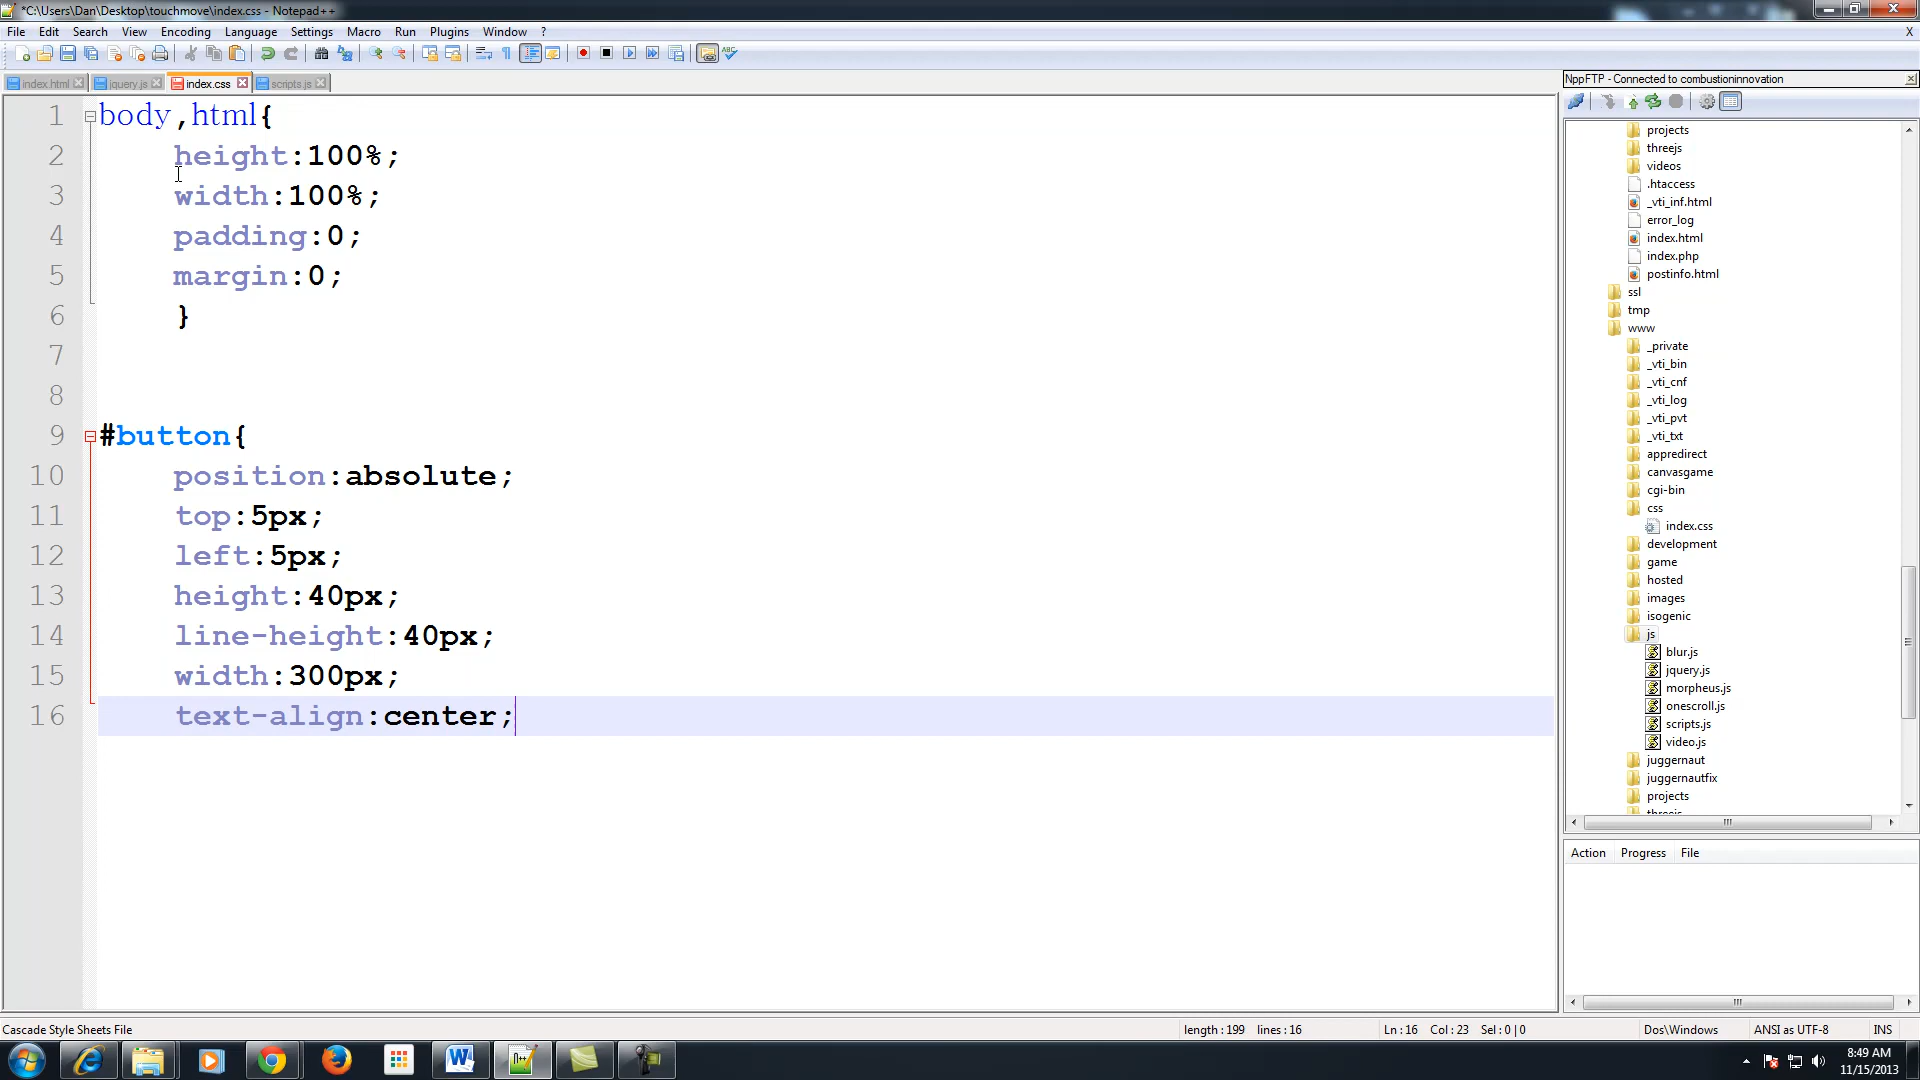 *C:\Users\Dan\Desktop\touchmove\index.css - Notepad++
File Edit Search View Encoding Language Settings Macro Run Plugins Window ? X
index.html jquery.js index.css scripts.js
1 body,html{
2 height:100%;
3 width:100%;
4 padding:0;
5 margin:0;
6 }
7
8
9 #button{
10 position:absolute;
11 top:5px;
12 left:5px;
13 height:40px;
14 line-height:40px;
15 width:300px;
16 text-align:center;
NppFTP - Connected to combustioninnovation
projects
threejs
videos
.htaccess
_vti_inf.html
error_log
index.html
index.php
postinfo.html
ssl
tmp
www
_private
_vti_bin
_vti_cnf
_vti_log
_vti_pvt
_vti_txt
appredirect
canvasgame
cgi-bin
css
index.css
development
game
hosted
images
isogenic
js
blur.js
jquery.js
morpheus.js
onescroll.js
scripts.js
video.js
juggernaut
juggernautfix
projects
threejs
Action Progress File
Cascade Style Sheets File length : 199 lines : 16 Ln : 16 Col : 23 Sel : 0 | 0 Dos\Windows ANSI as UTF-8 INS
8:49 AM
11/15/2013